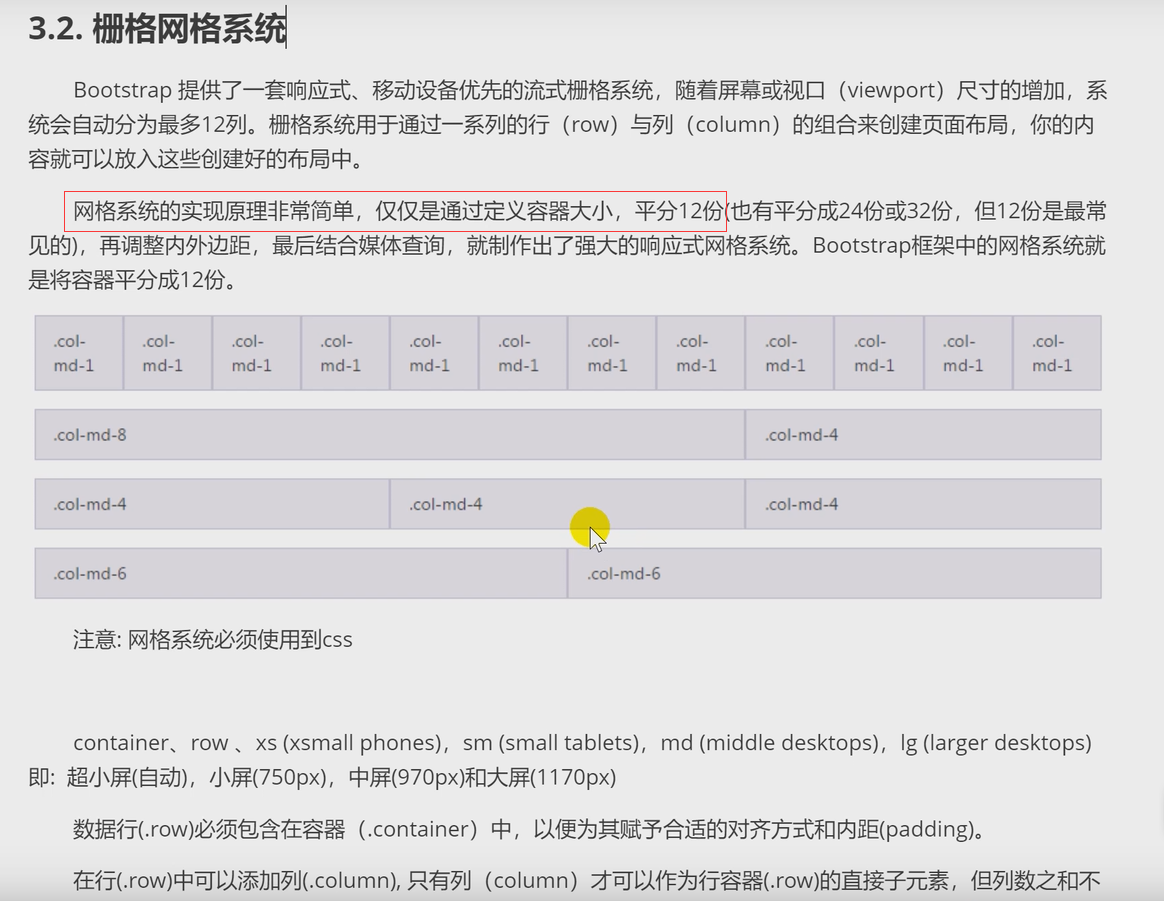 3.2. 栅格网格系统
Bootstrap 提供了一套响应式、移动设备优先的流式栅格系统，随着屏幕或视口（viewport）尺寸的增加，系
统会自动分为最多12列。栅格系统用于通过一系列的行（row）与列（column）的组合来创建页面布局，你的内
容就可以放入这些创建好的布局中。
网格系统的实现原理非常简单，仅仅是通过定义容器大小，平分12份(也有平分成24份或32份，但12份是最常
见的)，再调整内外边距，最后结合媒体查询，就制作出了强大的响应式网格系统。Bootstrap框架中的网格系统就
是将容器平分成12份。
.col- .col- .col- .col- .col- .col- .col- .col- .col- .col- .col- .col-
md-1 md-1 md-1 md-1 md-1 md-1 md-1 md-1 md-1 md-1 md-1 md-1
.col-md-8 .col-md-4
.col-md-4 .col-md-4 .col-md-4
.col-md-6 .col-md-6
注意: 网格系统必须使用到css
container、row 、xs (xsmall phones)，sm (small tablets)，md (middle desktops)，lg (larger desktops)
即: 超小屏(自动)，小屏(750px)，中屏(970px)和大屏(1170px)
数据行(.row)必须包含在容器（.container）中，以便为其赋予合适的对齐方式和内距(padding)。
在行(.row)中可以添加列(.column), 只有列（column）才可以作为行容器(.row)的直接子元素，但列数之和不